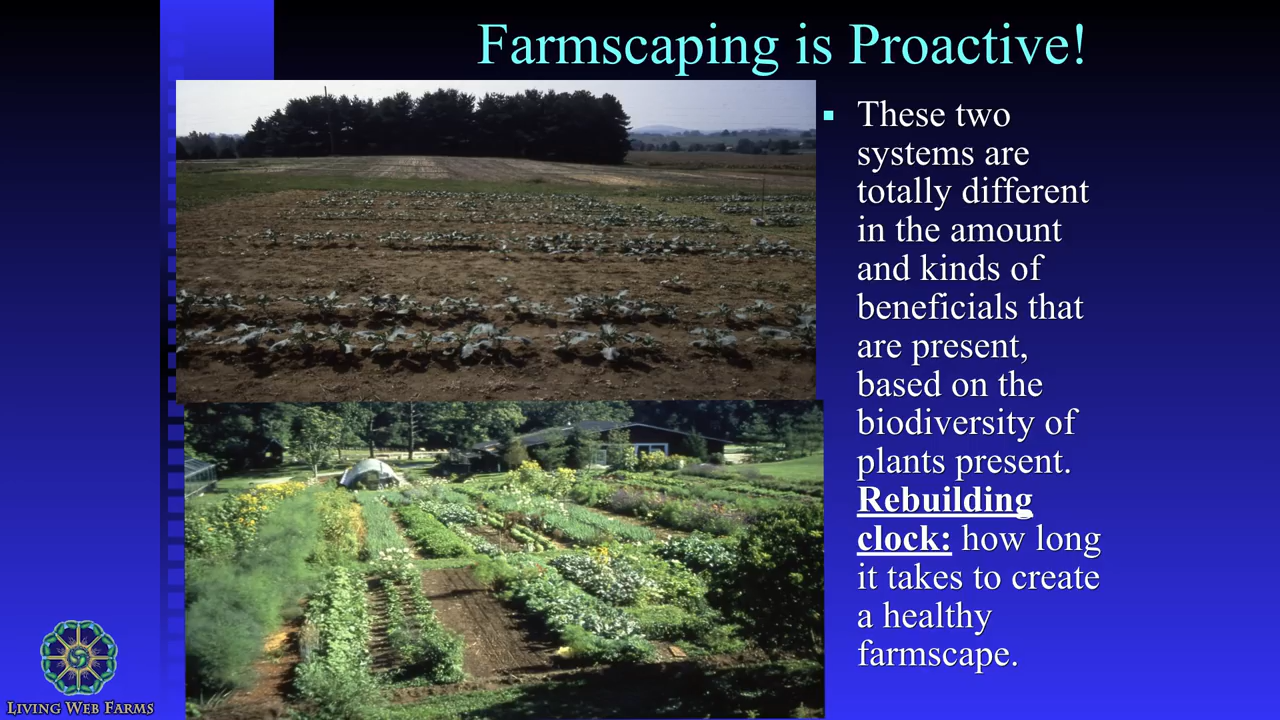 Farmscaping is Proactive!
▪ These two
systems are
totally different
in the amount
and kinds of
beneficials that
are present,
based on the
biodiversity of
plants present.
Rebuilding
clock: how long
it takes to create
a healthy
farmscape.
LIVING WEB FARMS